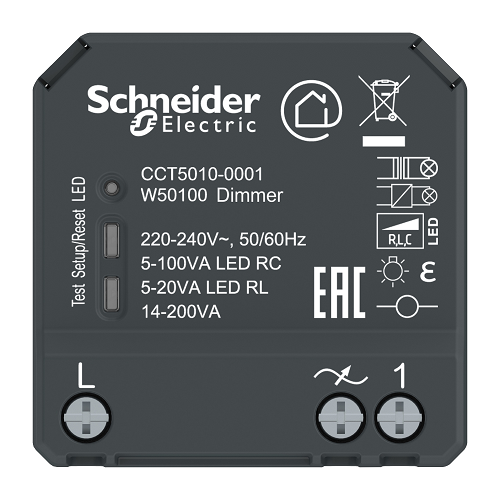 Schneider
Electric
CCT5010-0001
W50100 Dimmer
Test Setup/Reset LED
220-240V~, 50/60Hz
5-100VA LED RC
5-20VA LED RL
14-200VA
R,L,C
LED
ε
EAC
L
1